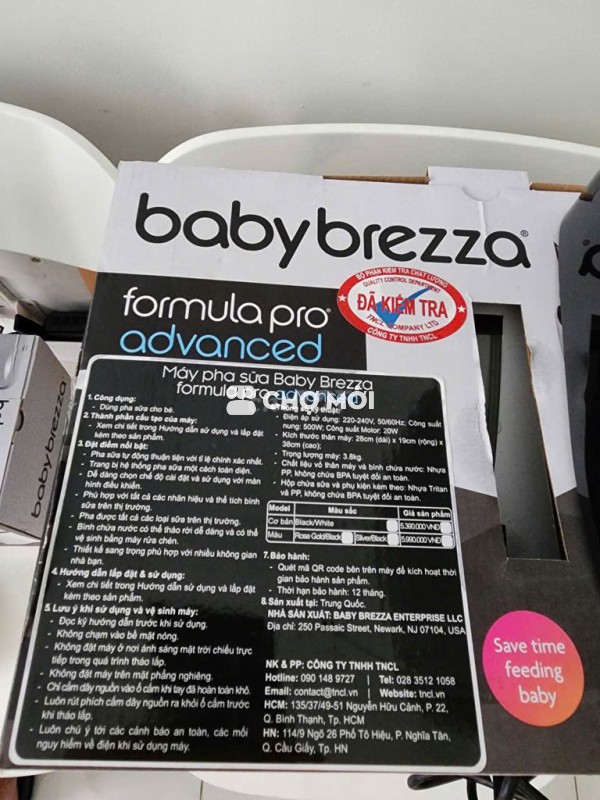 babybrezza®
formula pro®
advanced
BỘ PHẬN KIỂM TRA CHẤT LƯỢNG
QUALITY CONTROL DEPARTMENT
ĐÃ KIỂM TRA
TNCL COMPANY LTD
CÔNG TY TNHH TNCL
Máy pha sữa Baby Brezza
formula pro
CHỢ MỚI
1. Công dụng:
- Dùng pha sữa cho bé.
2. Thành phần cấu tạo của máy:
- Xem chi tiết trong Hướng dẫn sử dụng và lắp đặt
kèm theo sản phẩm.
3. Đặt điểm nổi bật:
- Pha sữa tự động thuận tiện với tỉ lệ chính xác nhất.
- Trang bị hệ thống pha sữa một cách toàn diện.
- Dễ dàng chọn chế độ cài đặt và sử dụng với màn
hình điều khiển.
- Phù hợp với tất cả các nhãn hiệu và thể tích bình
sữa trên thị trường.
- Pha được tất cả các loại sữa trên thị trường.
- Bình chứa nước có thể tháo rời dễ dàng và có thể
vệ sinh bằng máy rửa chén.
- Thiết kế sang trọng phù hợp với nhiều không gian
nhà bạn.
4. Hướng dẫn lắp đặt & sử dụng:
- Xem chi tiết trong Hướng dẫn sử dụng và lắp đặt
kèm theo sản phẩm.
5. Lưu ý khi sử dụng và vệ sinh máy:
- Đọc kỹ hướng dẫn trước khi sử dụng.
- Không chạm vào bề mặt nóng.
- Không đặt máy ở nơi ánh sáng mặt trời chiếu trực
tiếp trong quá trình tháo lắp.
- Không đặt máy trên mặt phẳng nghiêng.
- Chỉ cắm dây nguồn vào ổ cắm khi tay đã hoàn toàn khô.
- Luôn rút phích cắm dây nguồn ra khỏi ổ cắm trước
khi tháo lắp.
- Luôn chú ý tới các cảnh báo an toàn, các mối
nguy hiểm về điện khi sử dụng máy.
kỹ thuật:
- Điện áp sử dụng: 220-240V, 50/60Hz; Công suất
nung: 500W; Công suất Motor: 20W
- Kích thước thân máy: 28cm (dài) x 19cm (rộng) x
38cm (cao);
- Trọng lượng máy: 3.8kg.
- Chất liệu vỏ thân máy và bình chứa nước: Nhựa
PP, không chứa BPA tuyệt đối an toàn.
- Hộp chứa sữa và phụ kiện kèm theo: Nhựa Tritan
và PP, không chứa BPA tuyệt đối an toàn.
Model Màu sắc Giá sản phẩm
Cơ bản Black/White 5.390.000 VND
Màu Rose Gold/Black Silver/Black 5.990.000 VND
7. Bảo hành:
- Quét mã QR code bên trên máy để kích hoạt thời
gian bảo hành sản phẩm.
- Thời hạn bảo hành: 12 tháng.
8. Sản xuất tại: Trung Quốc.
NHÀ SẢN XUẤT: BABY BREZZA ENTERPRISE LLC
Địa chỉ: 250 Passaic Street, Newark, NJ 07104, USA
NK & PP: CÔNG TY TNHH TNCL
Hotline: 090 148 9727 | Tel: 028 3512 1058
Email: contact@tncl.vn | Website: tncl.vn
HCM: 135/37/49-51 Nguyễn Hữu Cảnh, P. 22,
Q. Bình Thạnh, Tp. HCM
HN: 114/9 Ngõ 26 Phố Tô Hiệu, P. Nghĩa Tân,
Q. Cầu Giấy, Tp. HN
Save time
feeding
baby
babybrezza